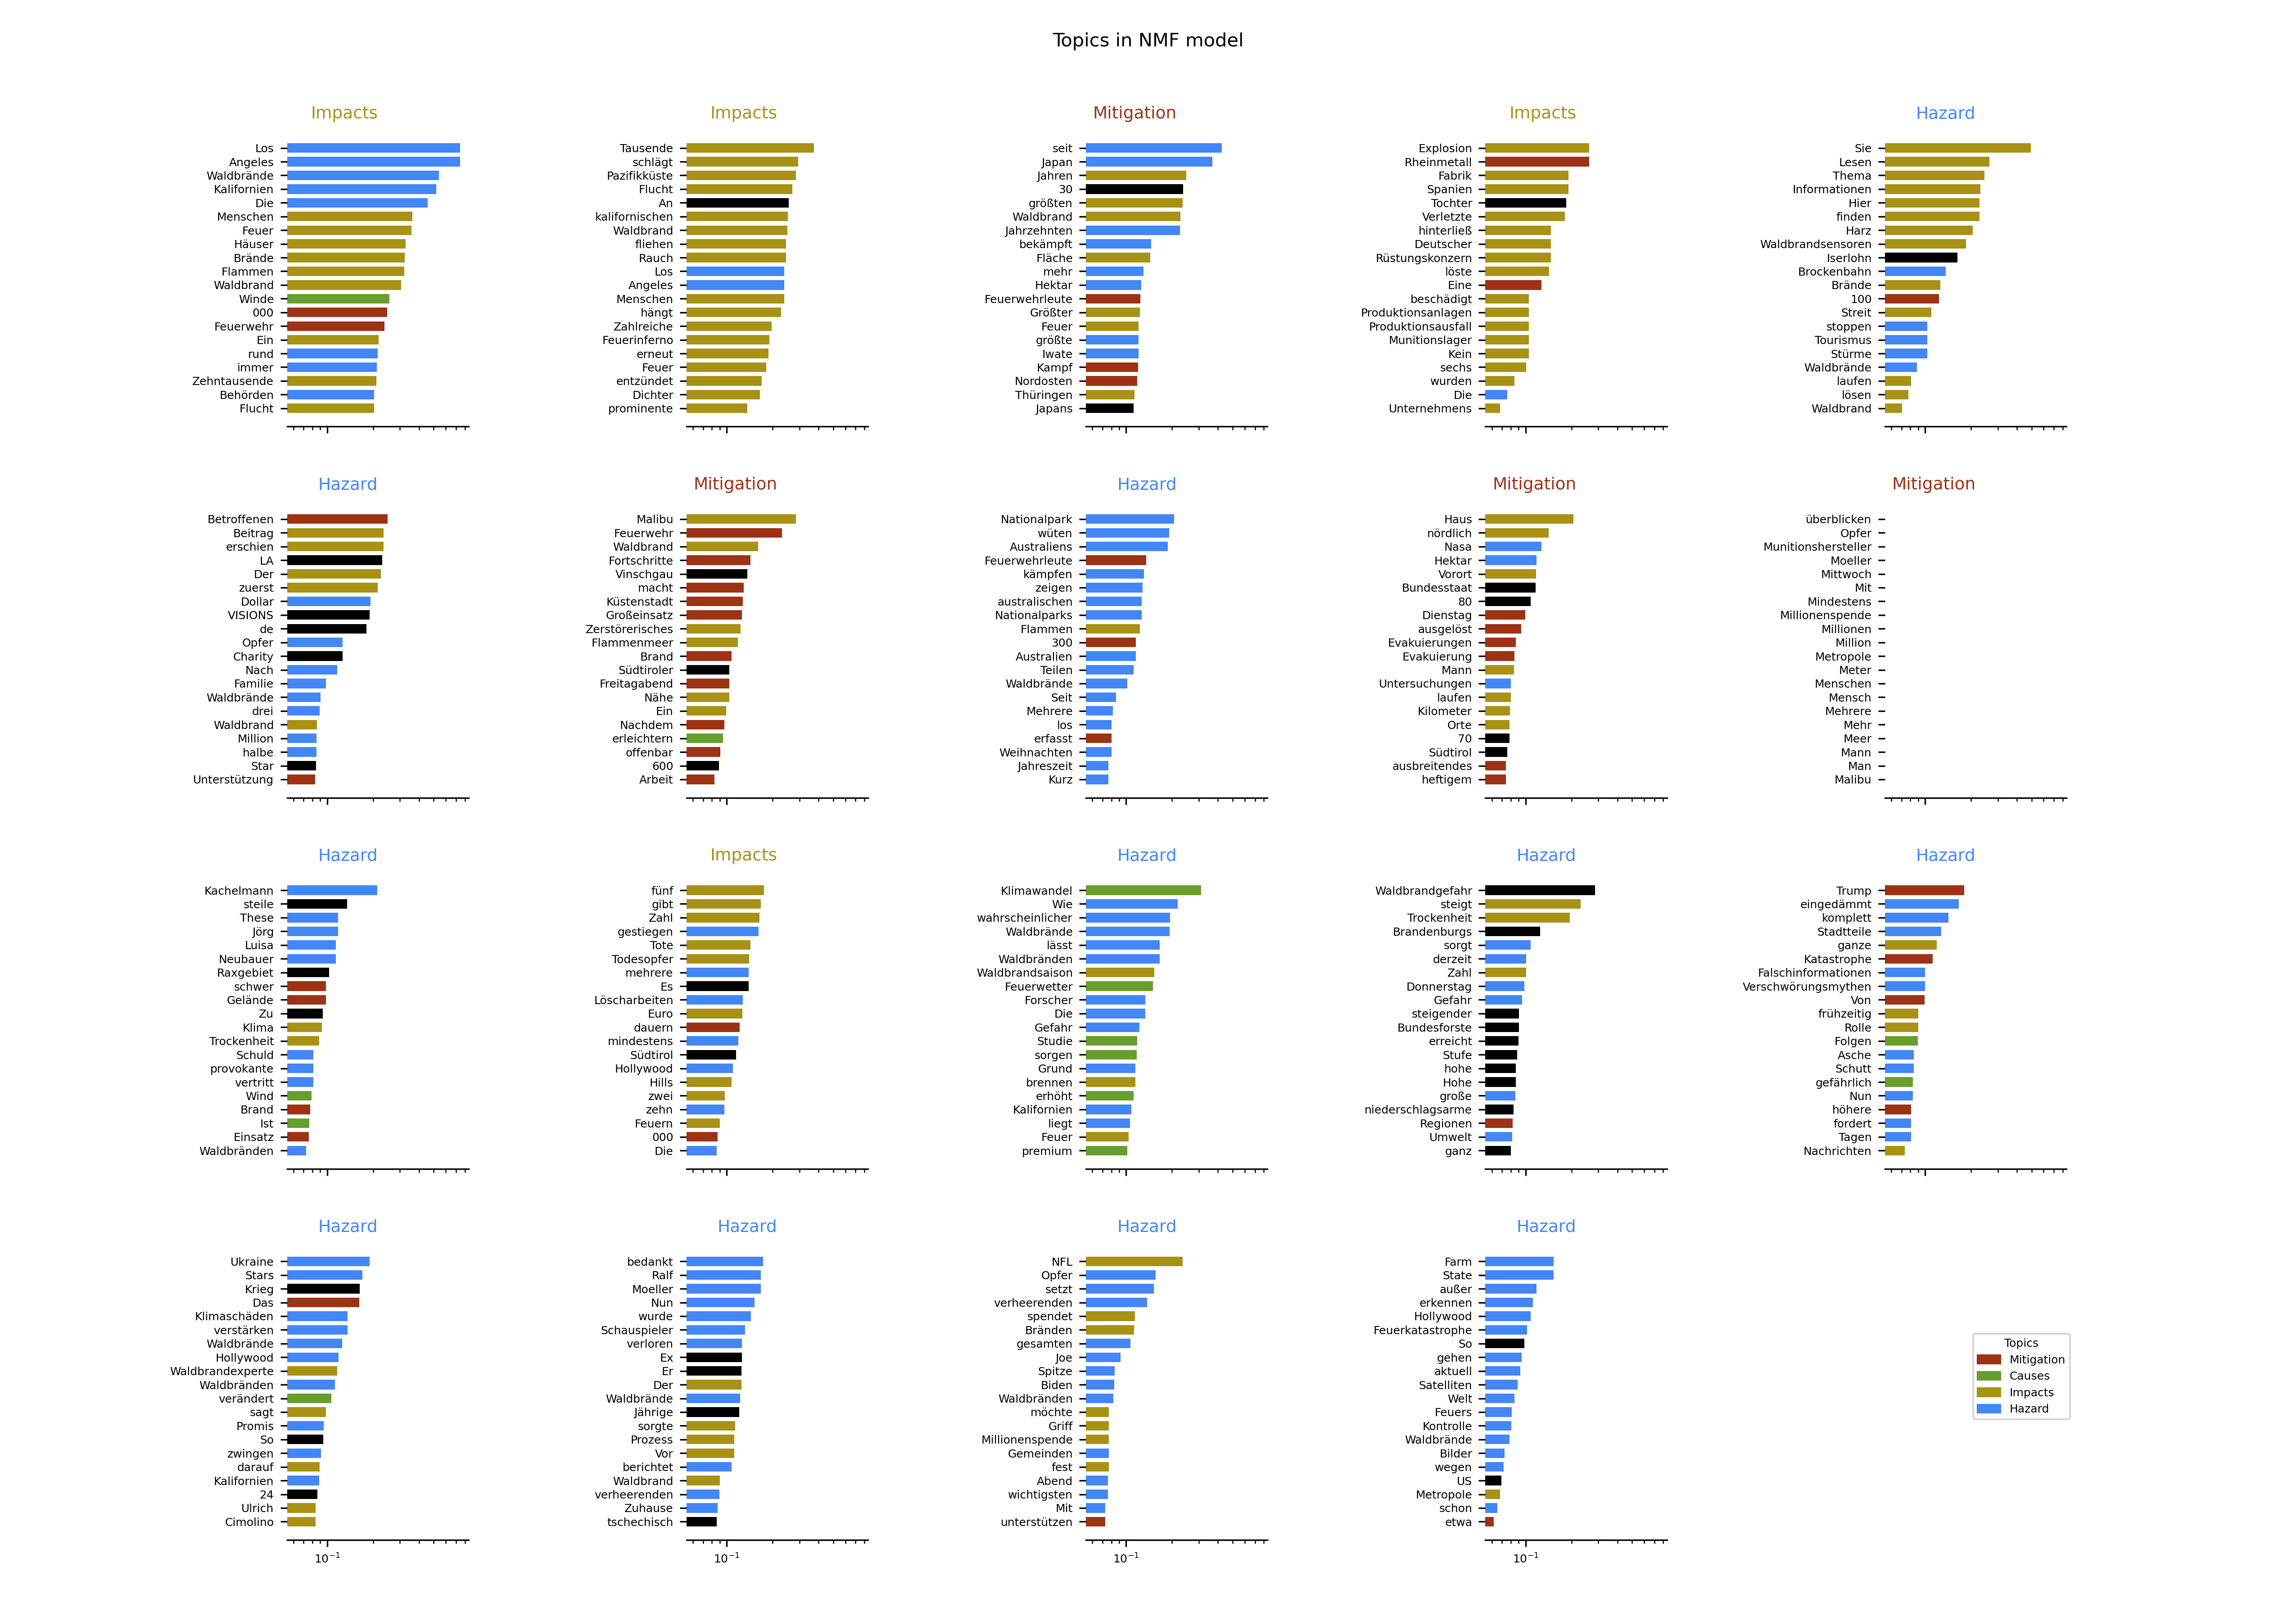 Topics in NMF model
Impacts
Los
Angeles
Waldbrände
Kalifornien
Die
Menschen
Feuer
Häuser
Brände
Flammen
Waldbrand
Winde
000
Feuerwehr
Ein
rund
immer
Zehntausende
Behörden
Flucht
Impacts
Tausende
schlägt
Pazifikküste
Flucht
An
kalifornischen
Waldbrand
fliehen
Rauch
Los
Angeles
Menschen
hängt
Zahlreiche
Feuerinferno
erneut
Feuer
entzündet
Dichter
prominente
Mitigation
seit
Japan
Jahren
30
größten
Waldbrand
Jahrzehnten
bekämpft
Fläche
mehr
Hektar
Feuerwehrleute
Größter
Feuer
größte
Iwate
Kampf
Nordosten
Thüringen
Japans
Impacts
Explosion
Rheinmetall
Fabrik
Spanien
Tochter
Verletzte
hinterließ
Deutscher
Rüstungskonzern
löste
Eine
beschädigt
Produktionsanlagen
Produktionsausfall
Munitionslager
Kein
sechs
wurden
Die
Unternehmens
Hazard
Sie
Lesen
Thema
Informationen
Hier
finden
Harz
Waldbrandsensoren
Iserlohn
Brockenbahn
Brände
100
Streit
stoppen
Tourismus
Stürme
Waldbrände
laufen
lösen
Waldbrand
Hazard
Betroffenen
Beitrag
erschien
LA
Der
zuerst
Dollar
VISIONS
de
Opfer
Charity
Nach
Familie
Waldbrände
drei
Waldbrand
Million
halbe
Star
Unterstützung
Mitigation
Malibu
Feuerwehr
Waldbrand
Fortschritte
Vinschgau
macht
Küstenstadt
Großeinsatz
Zerstörerisches
Flammenmeer
Brand
Südtiroler
Freitagabend
Nähe
Ein
Nachdem
erleichtern
offenbar
600
Arbeit
Hazard
Nationalpark
wüten
Australiens
Feuerwehrleute
kämpfen
zeigen
australischen
Nationalparks
Flammen
300
Australien
Teilen
Waldbrände
Seit
Mehrere
los
erfasst
Weihnachten
Jahreszeit
Kurz
Mitigation
Haus
nördlich
Nasa
Hektar
Vorort
Bundesstaat
80
Dienstag
ausgelöst
Evakuierungen
Evakuierung
Mann
Untersuchungen
laufen
Kilometer
Orte
70
Südtirol
ausbreitendes
heftigem
Mitigation
überblicken
Opfer
Munitionshersteller
Moeller
Mittwoch
Mit
Mindestens
Millionenspende
Millionen
Million
Metropole
Meter
Menschen
Mensch
Mehrere
Mehr
Meer
Mann
Man
Malibu
Hazard
Kachelmann
steile
These
Jörg
Luisa
Neubauer
Raxgebiet
schwer
Gelände
Zu
Klima
Trockenheit
Schuld
provokante
vertritt
Wind
Brand
Ist
Einsatz
Waldbränden
Impacts
fünf
gibt
Zahl
gestiegen
Tote
Todesopfer
mehrere
Es
Löscharbeiten
Euro
dauern
mindestens
Südtirol
Hollywood
Hills
zwei
zehn
Feuern
000
Die
Hazard
Klimawandel
Wie
wahrscheinlicher
Waldbrände
lässt
Waldbränden
Waldbrandsaison
Feuerwetter
Forscher
Die
Gefahr
Studie
sorgen
Grund
brennen
erhöht
Kalifornien
liegt
Feuer
premium
Hazard
Waldbrandgefahr
steigt
Trockenheit
Brandenburgs
sorgt
derzeit
Zahl
Donnerstag
Gefahr
steigender
Bundesforste
erreicht
Stufe
hohe
Hohe
große
niederschlagsarme
Regionen
Umwelt
ganz
Hazard
Trump
eingedämmt
komplett
Stadtteile
ganze
Katastrophe
Falschinformationen
Verschwörungsmythen
Von
frühzeitig
Rolle
Folgen
Asche
Schutt
gefährlich
Nun
höhere
fordert
Tagen
Nachrichten
Hazard
Ukraine
Stars
Krieg
Das
Klimaschäden
verstärken
Waldbrände
Hollywood
Waldbrandexperte
Waldbränden
verändert
sagt
Promis
So
zwingen
darauf
Kalifornien
24
Ulrich
Cimolino
10⁻¹
Hazard
bedankt
Ralf
Moeller
Nun
wurde
Schauspieler
verloren
Ex
Er
Der
Waldbrände
Jährige
sorgte
Prozess
Vor
berichtet
Waldbrand
verheerenden
Zuhause
tschechisch
10⁻¹
Hazard
NFL
Opfer
setzt
verheerenden
spendet
Bränden
gesamten
Joe
Spitze
Biden
Waldbränden
möchte
Griff
Millionenspende
Gemeinden
fest
Abend
wichtigsten
Mit
unterstützen
10⁻¹
Hazard
Farm
State
außer
erkennen
Hollywood
Feuerkatastrophe
So
gehen
aktuell
Satelliten
Welt
Feuers
Kontrolle
Waldbrände
Bilder
wegen
US
Metropole
schon
etwa
10⁻¹
Topics
Mitigation
Causes
Impacts
Hazard